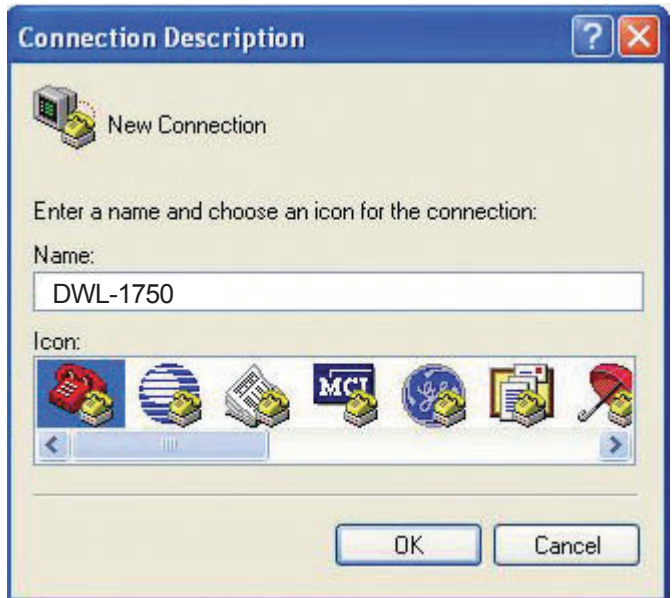 Connection Description
New Connection
Enter a name and choose an icon for the connection:
Name:
DWL-1750
Icon:
MCI
OK Cancel